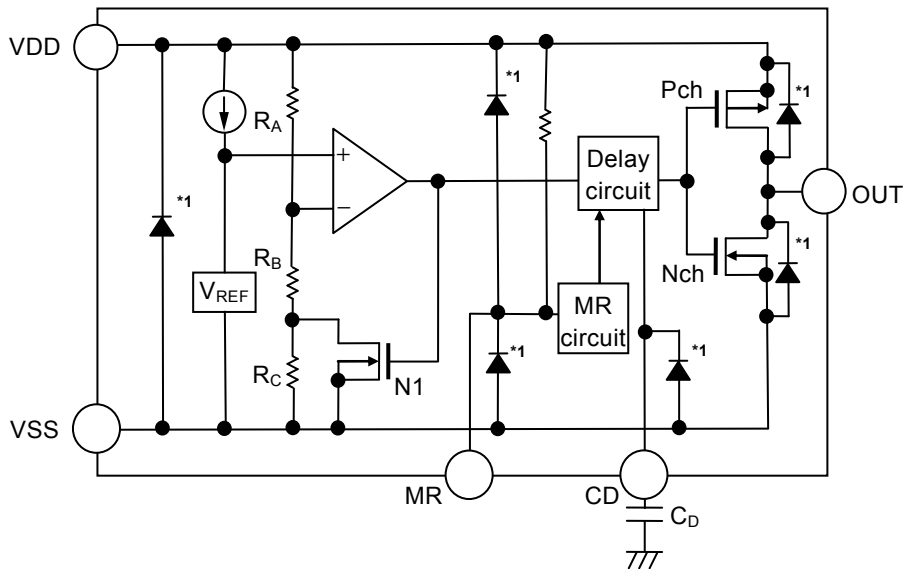 VDD
*1
Pch
*1
*1
RA
+
Delay
circuit
OUT
−
*1
*1
RB
Nch
VREF
MR
circuit
*1
*1
RC
N1
VSS
MR
CD
CD